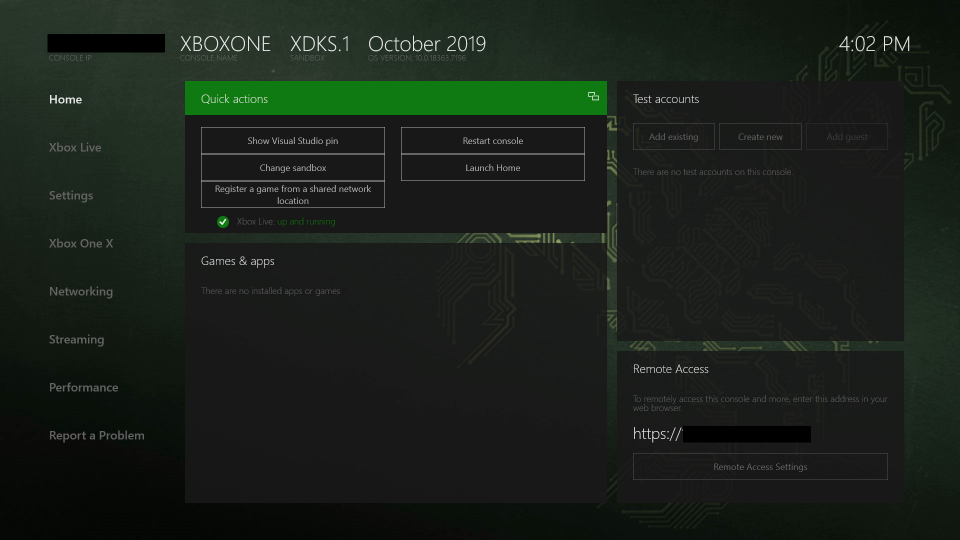 XBOXONE XDKS.1 October 2019 4:02 PM
CONSOLE IP CONSOLE NAME SANDBOX OS VERSION: 10.0.18363.7196
Home
Xbox Live
Settings
Xbox One X
Networking
Streaming
Performance
Report a Problem
Quick actions
Show Visual Studio pin
Restart console
Change sandbox
Launch Home
Register a game from a shared network
location
Xbox Live: up and running
Games & apps
There are no installed apps or games
Test accounts
Add existing
Create new
Add guest
There are no test accounts on this console.
Remote Access
To remotely access this console and more, enter this address in your
web browser.
https://
Remote Access Settings